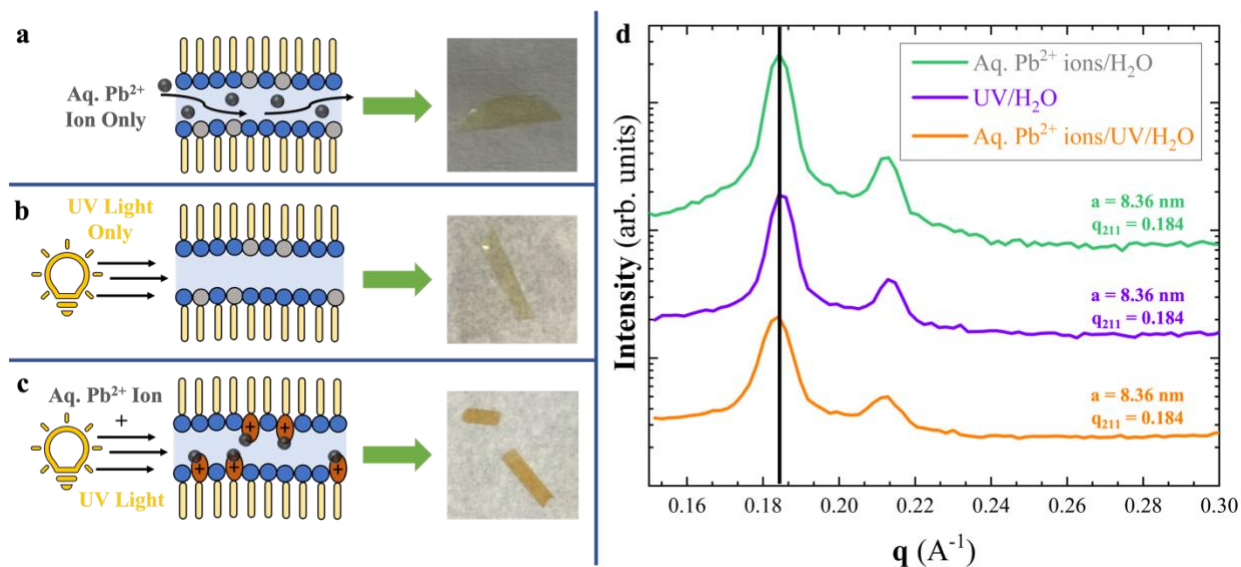 a
Aq. Pb²⁺
Ion Only
b
UV Light
Only
c
Aq. Pb²⁺ Ion
+
UV Light
+
+
+
+
+
d
Intensity (arb. units)
Aq. Pb²⁺ ions/H₂O
UV/H₂O
Aq. Pb²⁺ ions/UV/H₂O
a = 8.36 nm
q₂₁₁ = 0.184
a = 8.36 nm
q₂₁₁ = 0.184
a = 8.36 nm
q₂₁₁ = 0.184
0.16 0.18 0.20 0.22 0.24 0.26 0.28 0.30
q (A⁻¹)